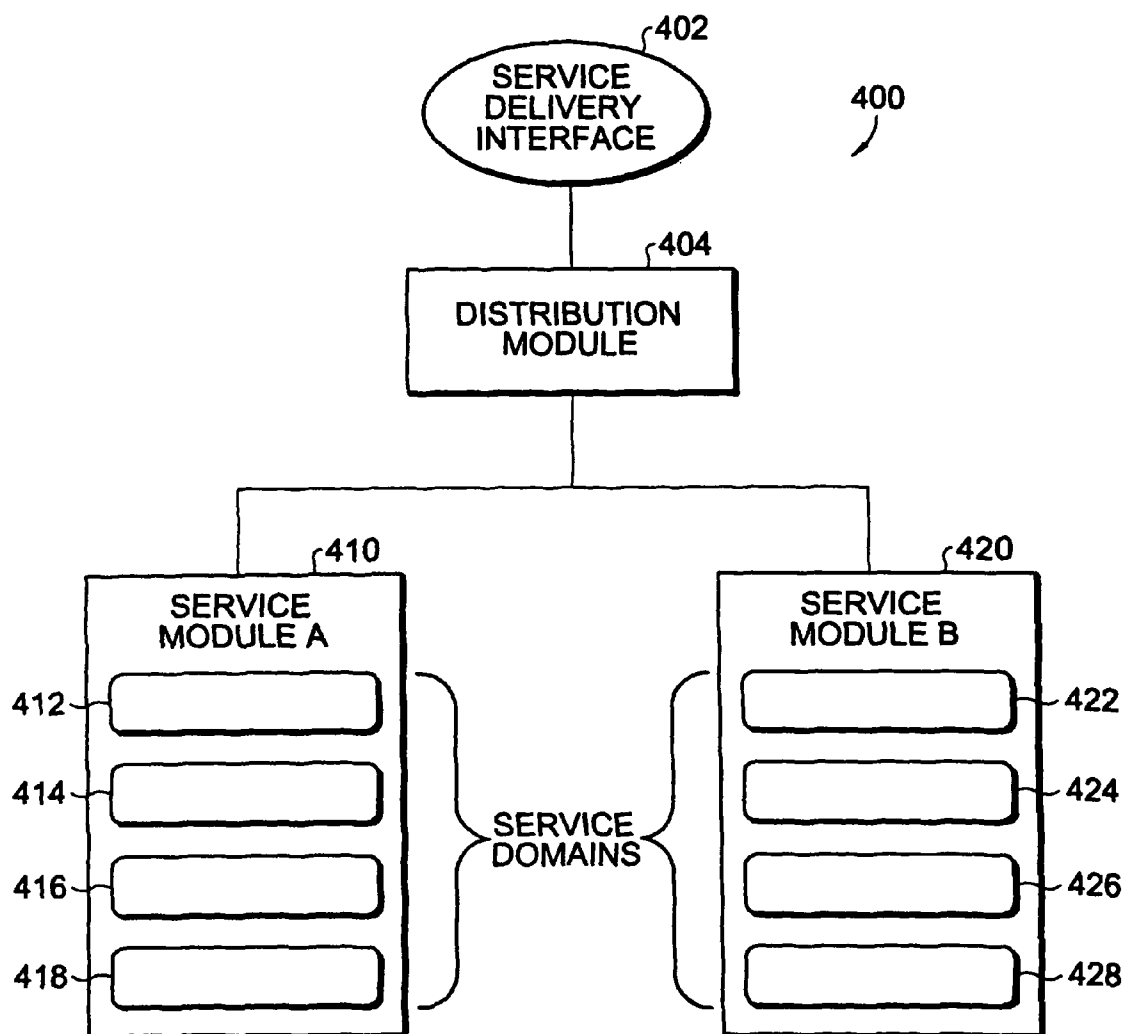 402
SERVICE
DELIVERY
INTERFACE
400
404
DISTRIBUTION
MODULE
410
SERVICE
MODULE A
420
SERVICE
MODULE B
412
422
414
424
SERVICE
DOMAINS
416
426
418
428